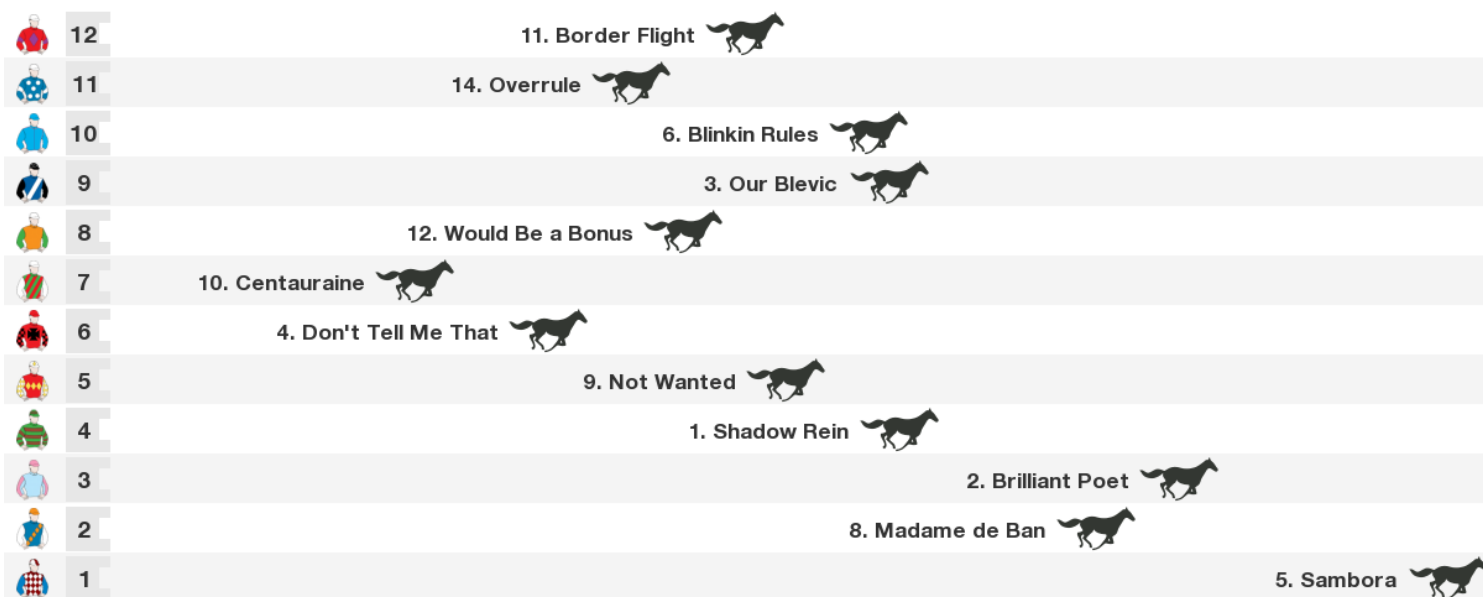 12 11. Border Flight
11 14. Overrule
10 6. Blinkin Rules
9 3. Our Blevic
8 12. Would Be a Bonus
7 10. Centauraine
6 4. Don't Tell Me That
5 9. Not Wanted
4 1. Shadow Rein
3 2. Brilliant Poet
2 8. Madame de Ban
1 5. Sambora